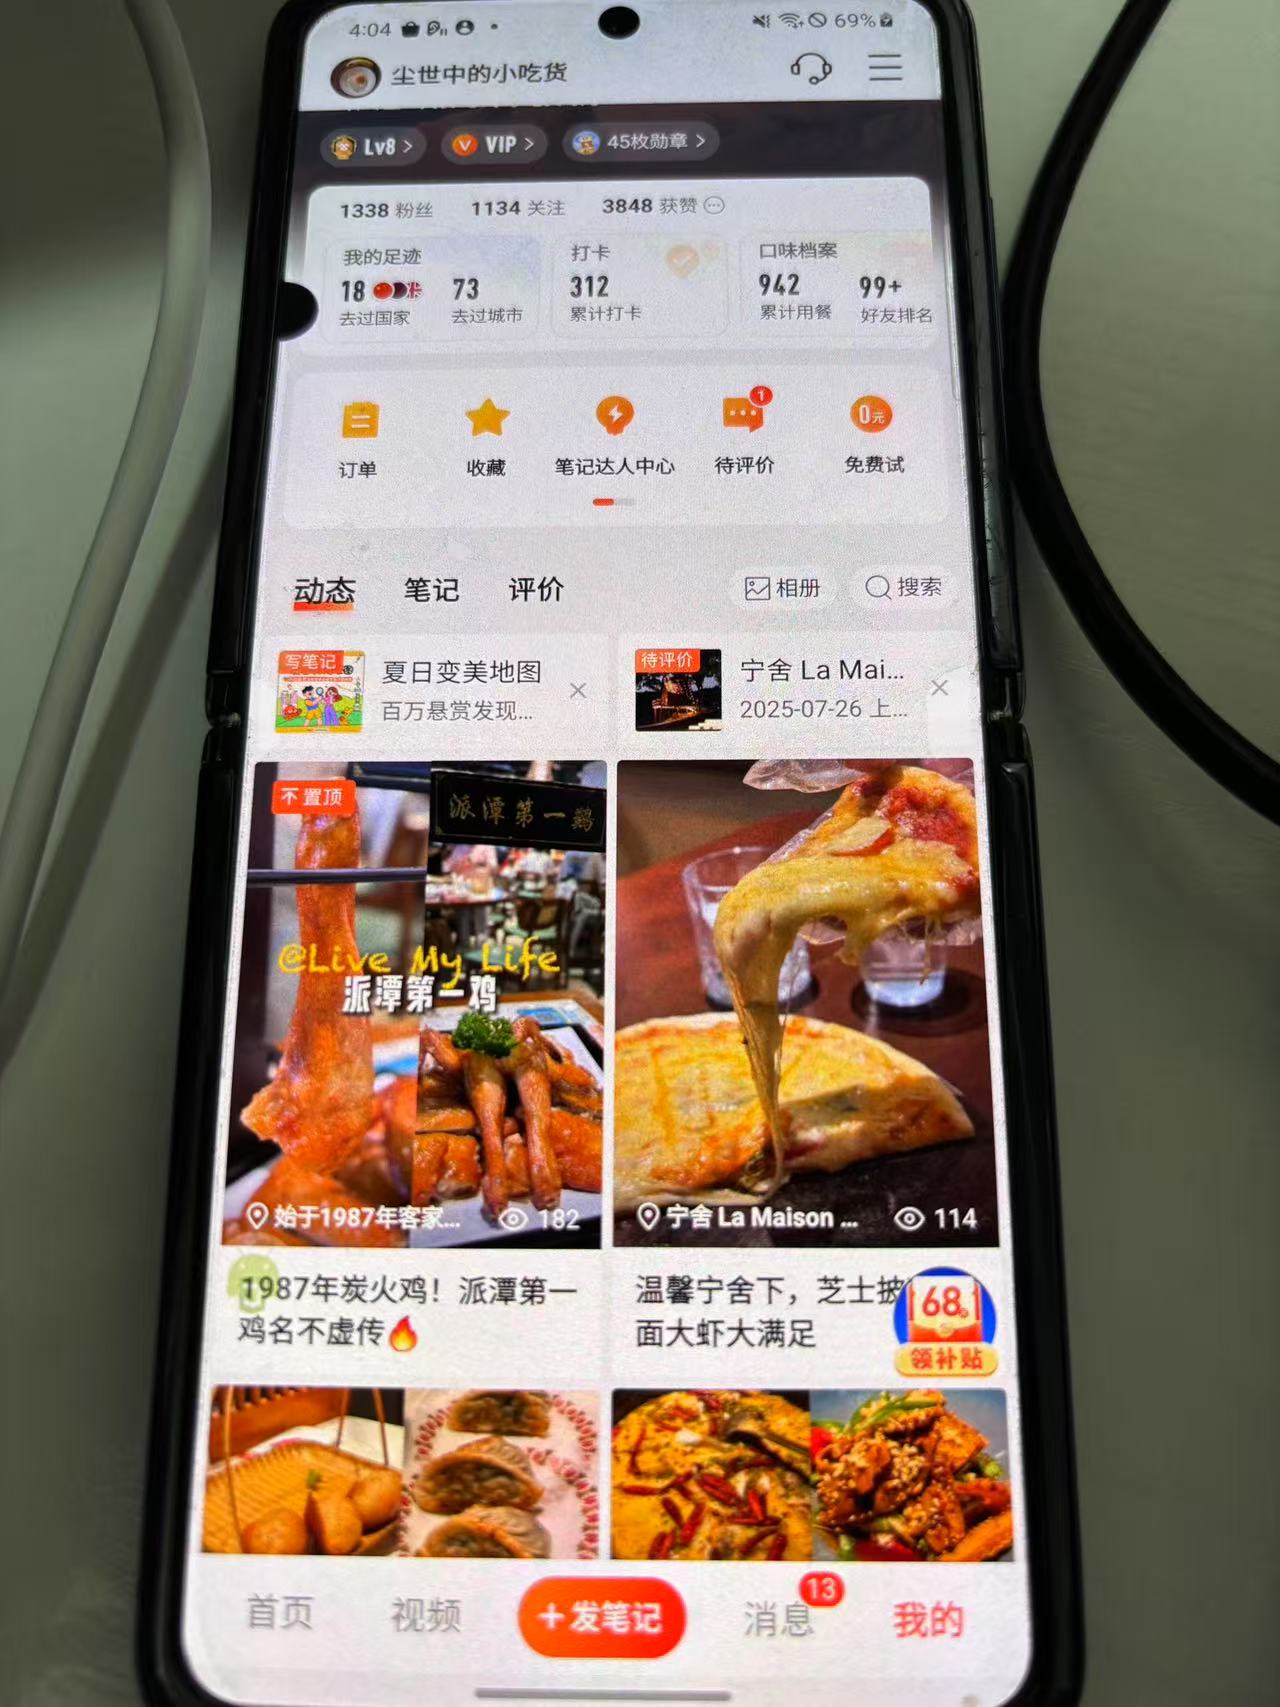 4:04
69%
尘世中的小吃货
Lv8 >
VIP >
45枚勋章 >
1338 粉丝
1134 关注
3848 获赞
我的足迹
18
去过国家
73
去过城市
打卡
312
累计打卡
口味档案
942
累计用餐
99+
好友排名
订单
收藏
笔记达人中心
1
待评价
0元
免费试
动态
笔记
评价
相册
搜索
写笔记
夏日变美地图
百万悬赏发现...
待评价
宁舍 La Mai...
2025-07-26 上...
不置顶
派潭第一鷄
@Live My Life
派潭第一鸡
始于1987年客家...
182
宁舍 La Maison ...
114
1987年炭火鸡！派潭第一
鸡名不虚传
温馨宁舍下，芝士披
面大虾大满足
68
领补贴
首页
视频
+发笔记
消息
13
我的